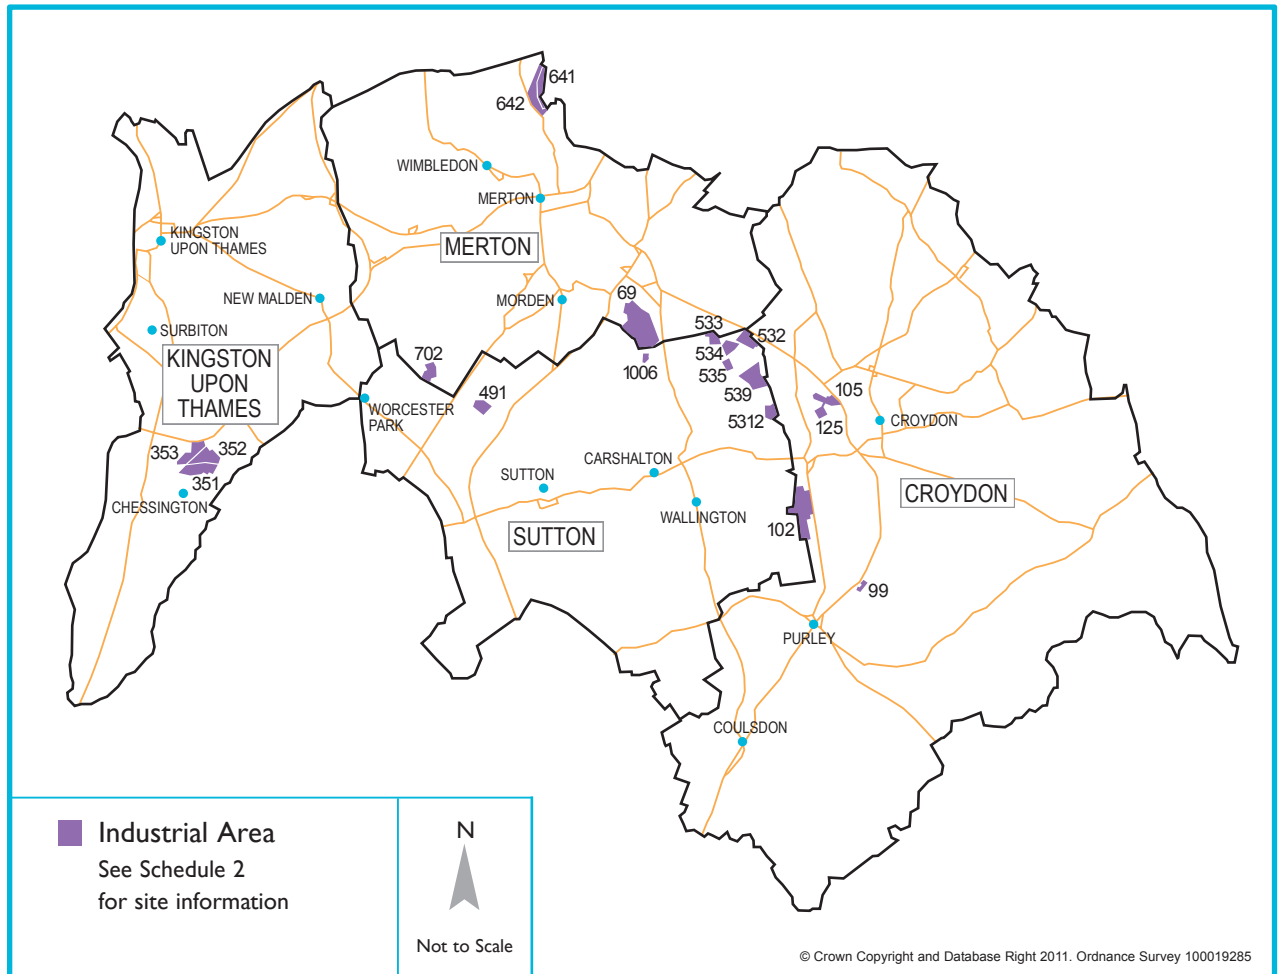 641
642
WIMBLEDON
MERTON
KINGSTON
UPON THAMES
MERTON
69
NEW MALDEN
MORDEN
SURBITON
533
532
534
KINGSTON
UPON
THAMES
702
1006
535
539
491
105
WORCESTER
PARK
5312
125
CROYDON
353
352
351
CARSHALTON
SUTTON
CHESSINGTON
CROYDON
WALLINGTON
SUTTON
102
99
PURLEY
COULSDON
Industrial Area
See Schedule 2
for site information
N
Not to Scale
© Crown Copyright and Database Right 2011. Ordnance Survey 100019285